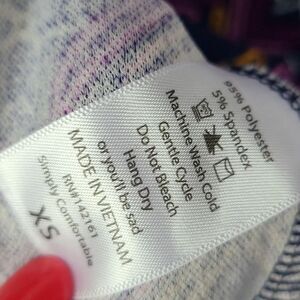 95% Polyester
5% Spandex
Machine Wash Cold
Gentle Cycle
Do Not Bleach
Hang Dry
or you'll be sad
MADE IN VIETNAM
RN#142161
Simply Comfortable
XS